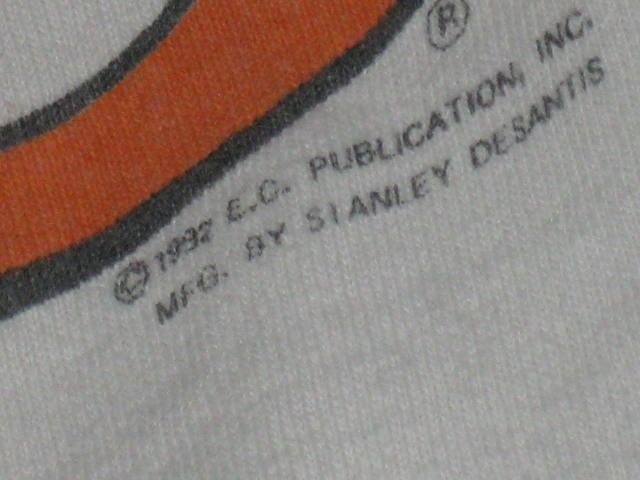 ®
© 1992 E.C. PUBLICATION, INC.
MFG. BY STANLEY DESANTIS